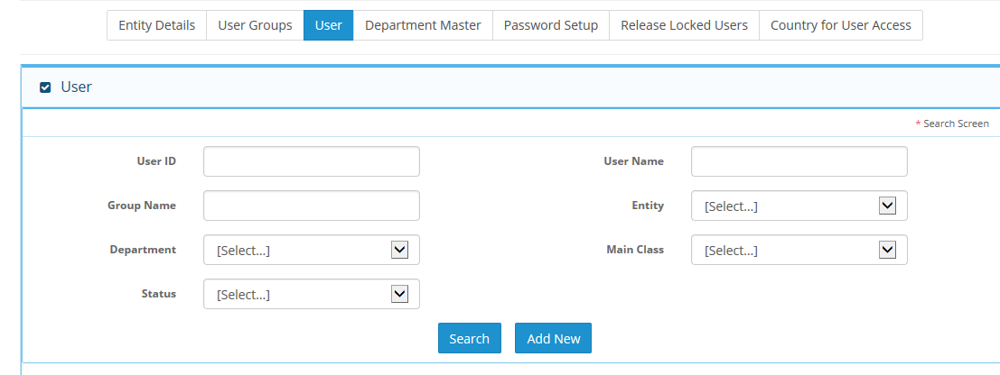 Entity Details User Groups User Department Master Password Setup Release Locked Users Country for User Access
User
* Search Screen
User ID User Name
Group Name Entity [Select...]
Department [Select...] Main Class [Select...]
Status [Select...]
Search Add New